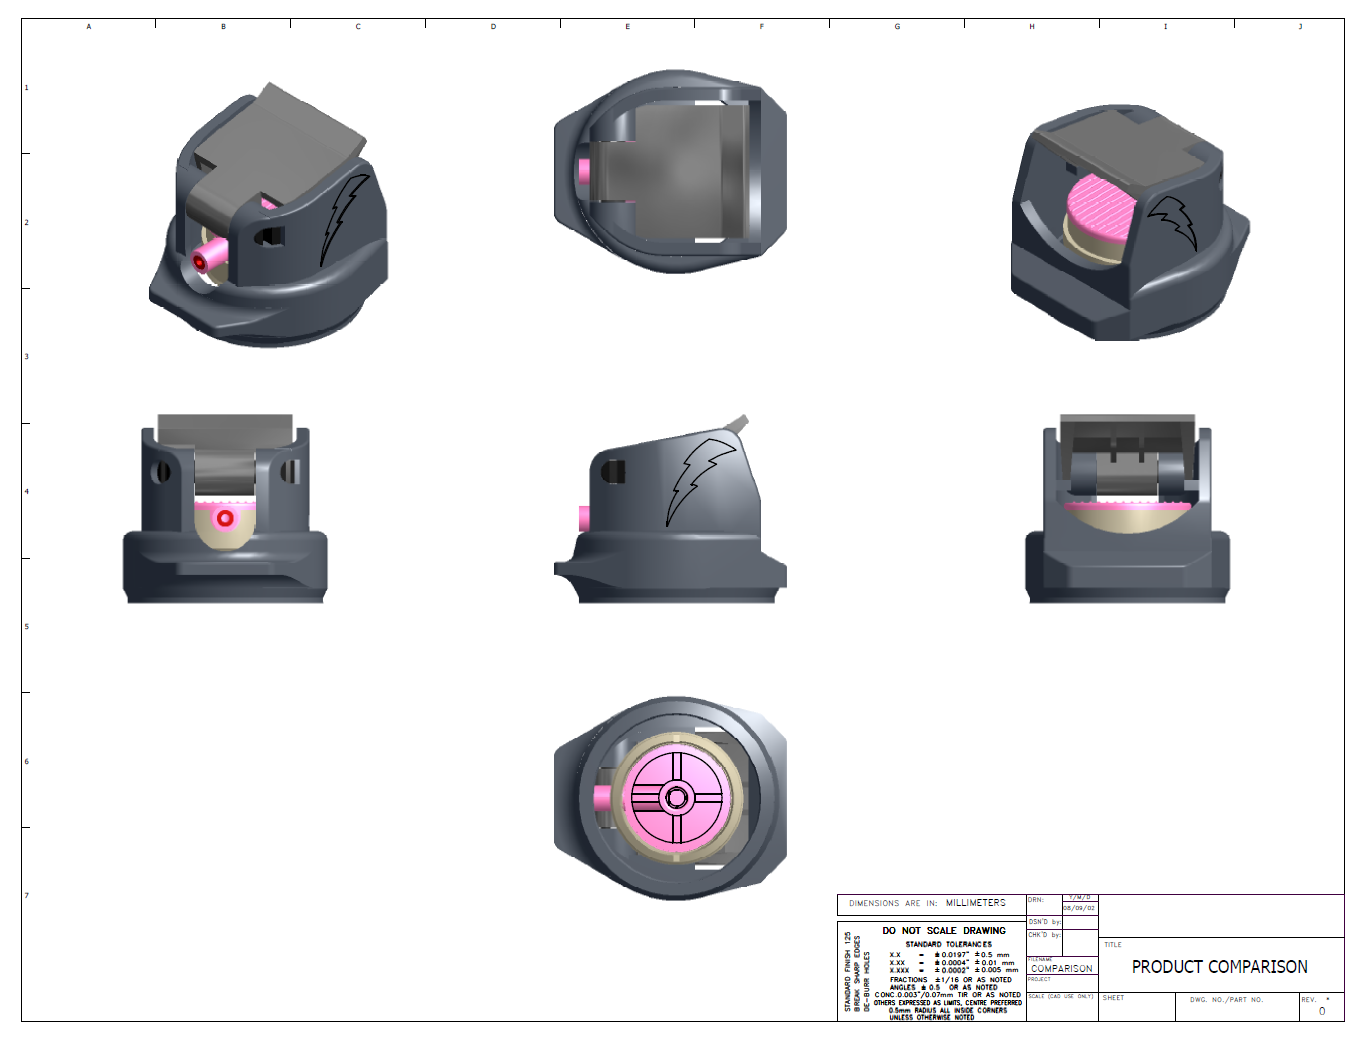 A B C D E F G H I J
1
2
3
4
5
6
7
DIMENSIONS ARE IN: MILLIMETERS
DRN:
Y/M/D
08/09/02
DSN'D by:
CHK'D by:
FILENAME
COMPARISON
PROJECT
SCALE (CAD USE ONLY)
STANDARD FINISH 125
BREAK SHARP EDGES
DE-BURR HOLES
DO NOT SCALE DRAWING
STANDARD TOLERANCES
X.X = ±0.0197" ±0.5 mm
X.XX = ±0.0004" ±0.01 mm
X.XXX = ±0.0002" ±0.005 mm
FRACTIONS ±1/16 OR AS NOTED
ANGLES ± 0.5 OR AS NOTED
CONC.0.003"/0.07mm TIR OR AS NOTED
OTHERS EXPRESSED AS LIMITS, CENTRE PREFERRED
0.5mm RADIUS ALL INSIDE CORNERS
UNLESS OTHERWISE NOTED
TITLE
PRODUCT COMPARISON
SHEET
DWG. NO./PART NO.
REV. *
0